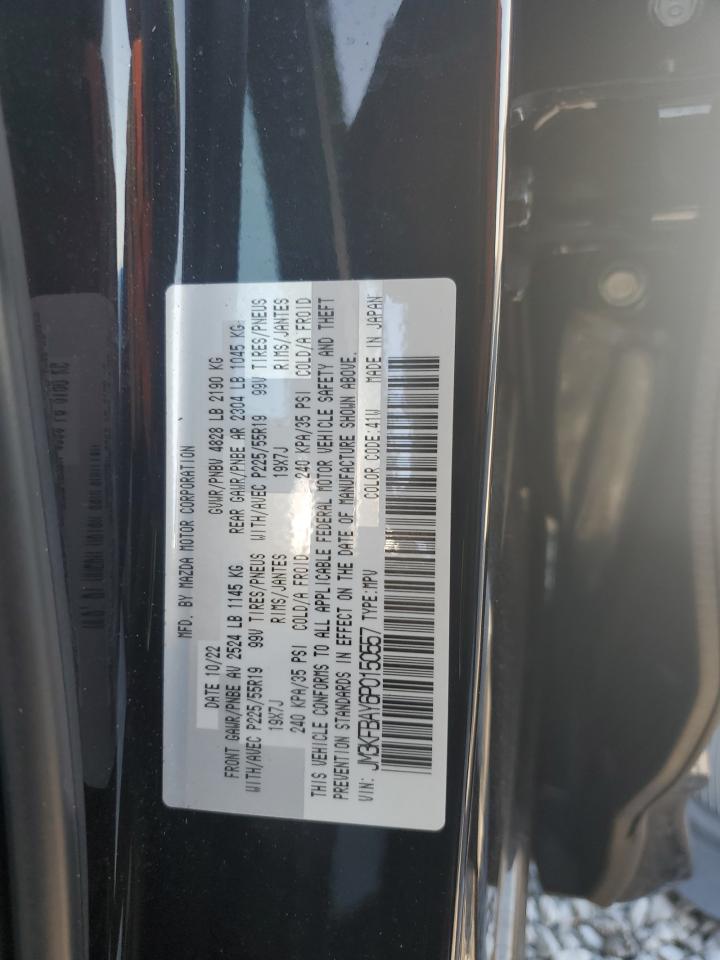 MFD. BY MAZDA MOTOR CORPORATION
DATE 10/22 GVWR/PNBV 4828 LB 2190 KG
FRONT GAWR/PNBE AV 2524 LB 1145 KG REAR GAWR/PNBE AR 2304 LB 1045 KG
WITH/AVEC P225/55R19 99V TIRES/PNEUS WITH/AVEC P225/55R19 99V TIRES/PNEUS
19X7J RIMS/JANTES 19X7J RIMS/JANTES
240 KPA/35 PSI COLD/A FROID 240 KPA/35 PSI COLD/A FROID
THIS VEHICLE CONFORMS TO ALL APPLICABLE FEDERAL MOTOR VEHICLE SAFETY AND THEFT
PREVENTION STANDARDS IN EFFECT ON THE DATE OF MANUFACTURE SHOWN ABOVE.
VIN: JM3KFBAY6P0150557 TYPE:MPV COLOR CODE:41W MADE IN JAPAN